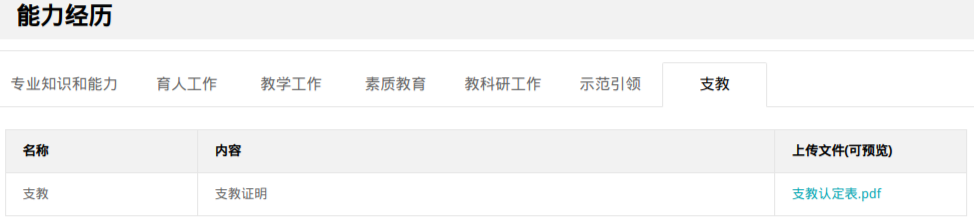 能力经历
专业知识和能力 育人工作 教学工作 素质教育 教科研工作 示范引领 支教
名称 内容 上传文件(可预览)
支教 支教证明 支教认定表.pdf